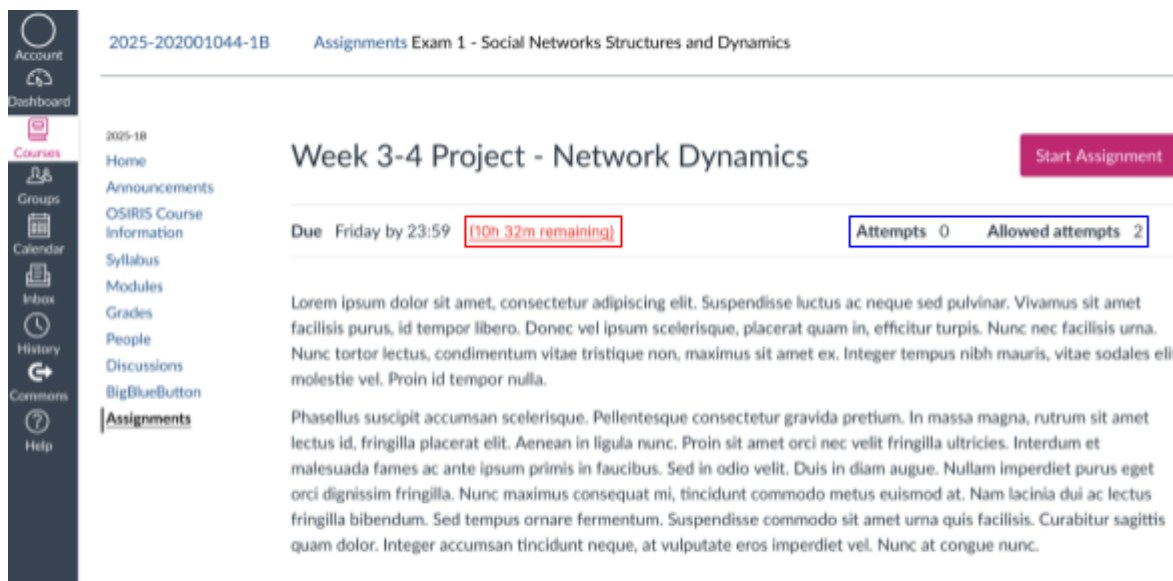 Account
Dashboard
Courses
Groups
Calendar
Inbox
History
Commons
Help
2025-202001044-1B Assignments Exam 1 - Social Networks Structures and Dynamics
2025-1B
Home
Announcements
OSIRIS Course
Information
Syllabus
Modules
Grades
People
Discussions
BigBlueButton
Assignments
Week 3-4 Project - Network Dynamics
Start Assignment
Due Friday by 23:59 (10h 32m remaining) Attempts 0 Allowed attempts 2
Lorem ipsum dolor sit amet, consectetur adipiscing elit. Suspendisse luctus ac neque sed pulvinar. Vivamus sit amet
facilisis purus, id tempor libero. Donec vel ipsum scelerisque, placerat quam in, efficitur turpis. Nunc nec facilisis urna.
Nunc tortor lectus, condimentum vitae tristique non, maximus sit amet ex. Integer tempus nibh mauris, vitae sodales eli
molestie vel. Proin id tempor nulla.
Phasellus suscipit accumsan scelerisque. Pellentesque consectetur gravida pretium. In massa magna, rutrum sit amet
lectus id, fringilla placerat elit. Aenean in ligula nunc. Proin sit amet orci nec velit fringilla ultricies. Interdum et
malesuada fames ac ante ipsum primis in faucibus. Sed in odio velit. Duis in diam augue. Nullam imperdiet purus eget
orci dignissim fringilla. Nunc maximus consequat mi, tincidunt commodo metus euismod at. Nam lacinia dui ac lectus
fringilla bibendum. Sed tempus ornare fermentum. Suspendisse commodo sit amet urna quis facilisis. Curabitur sagittis
quam dolor. Integer accumsan tincidunt neque, at vulputate eros imperdiet vel. Nunc at congue nunc.